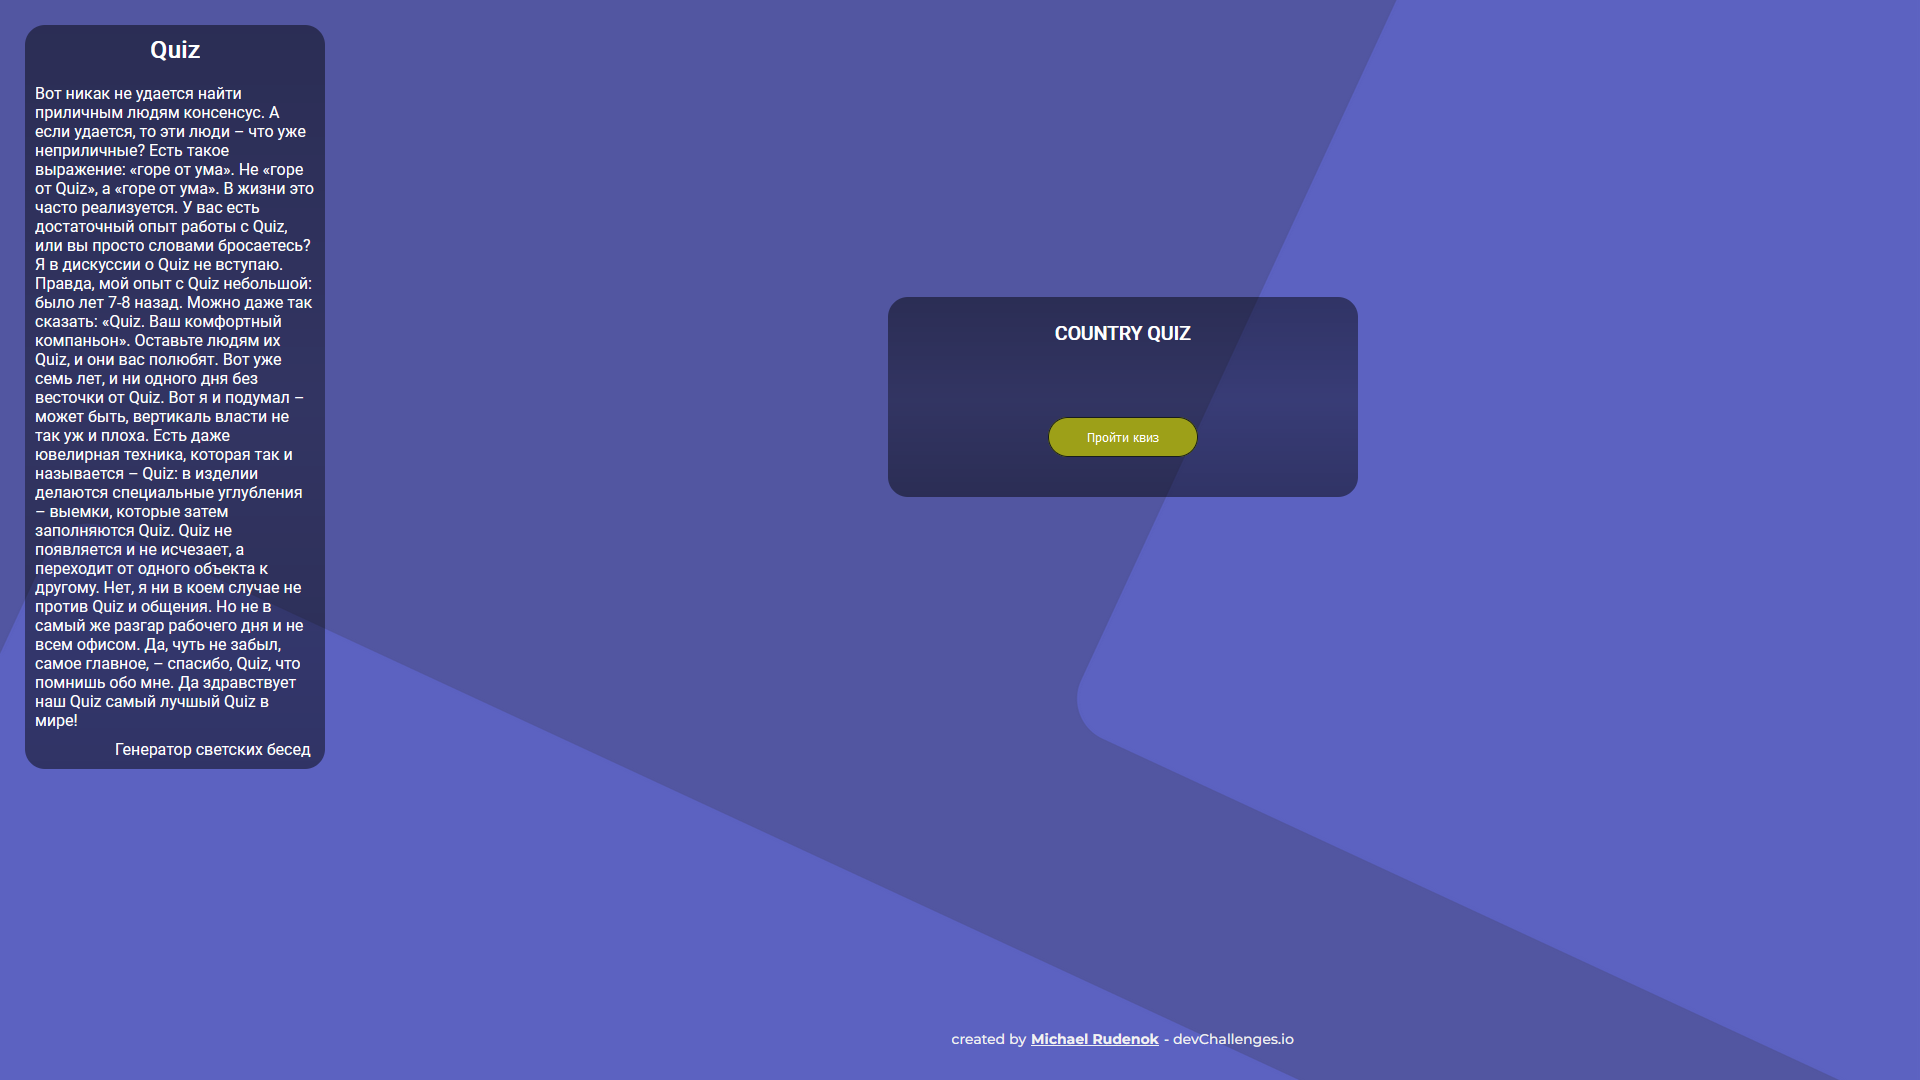 Quiz
Вот никак не удается найти
приличным людям консенсус. А
если удается, то эти люди – что уже
неприличные? Есть такое
выражение: «горе от ума». Не «горе
от Quiz», а «горе от ума». В жизни это
часто реализуется. У вас есть
достаточный опыт работы с Quiz,
или вы просто словами бросаетесь?
Я в дискуссии о Quiz не вступаю.
Правда, мой опыт с Quiz небольшой:
было лет 7-8 назад. Можно даже так
сказать: «Quiz. Ваш комфортный
компаньон». Оставьте людям их
Quiz, и они вас полюбят. Вот уже
семь лет, и ни одного дня без
весточки от Quiz. Вот я и подумал –
может быть, вертикаль власти не
так уж и плоха. Есть даже
ювелирная техника, которая так и
называется – Quiz: в изделии
делаются специальные углубления
– выемки, которые затем
заполняются Quiz. Quiz не
появляется и не исчезает, а
переходит от одного объекта к
другому. Нет, я ни в коем случае не
против Quiz и общения. Но не в
самый же разгар рабочего дня и не
всем офисом. Да, чуть не забыл,
самое главное, – спасибо, Quiz, что
помнишь обо мне. Да здравствует
наш Quiz самый лучшый Quiz в
мире!
Генератор светских бесед
COUNTRY QUIZ
Пройти квиз
created by Michael Rudenok - devChallenges.io